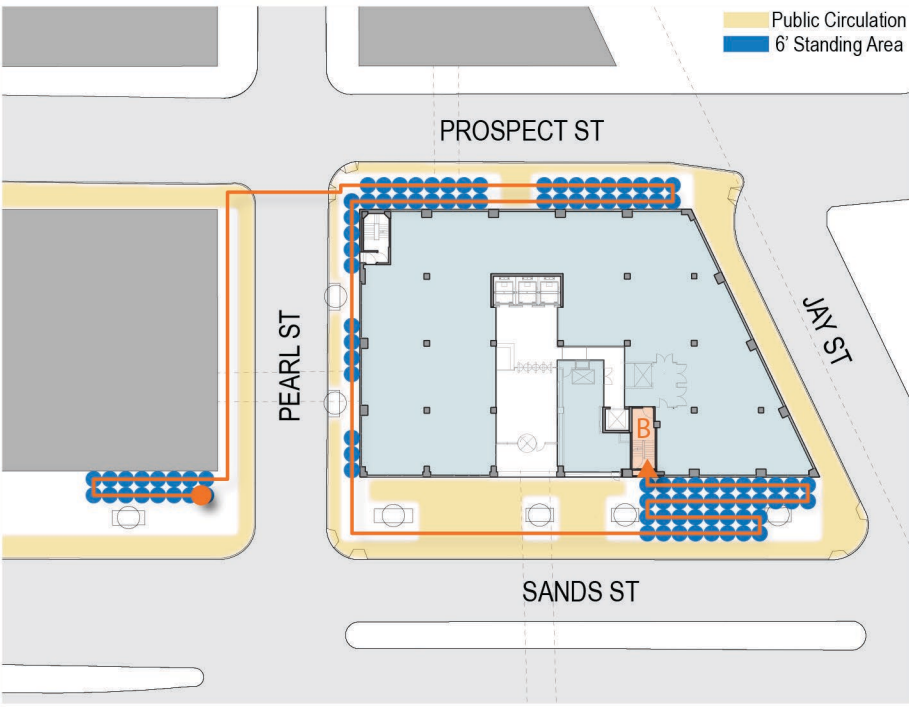 Public Circulation
6' Standing Area
PROSPECT ST
PEARL ST
JAY ST
B
SANDS ST